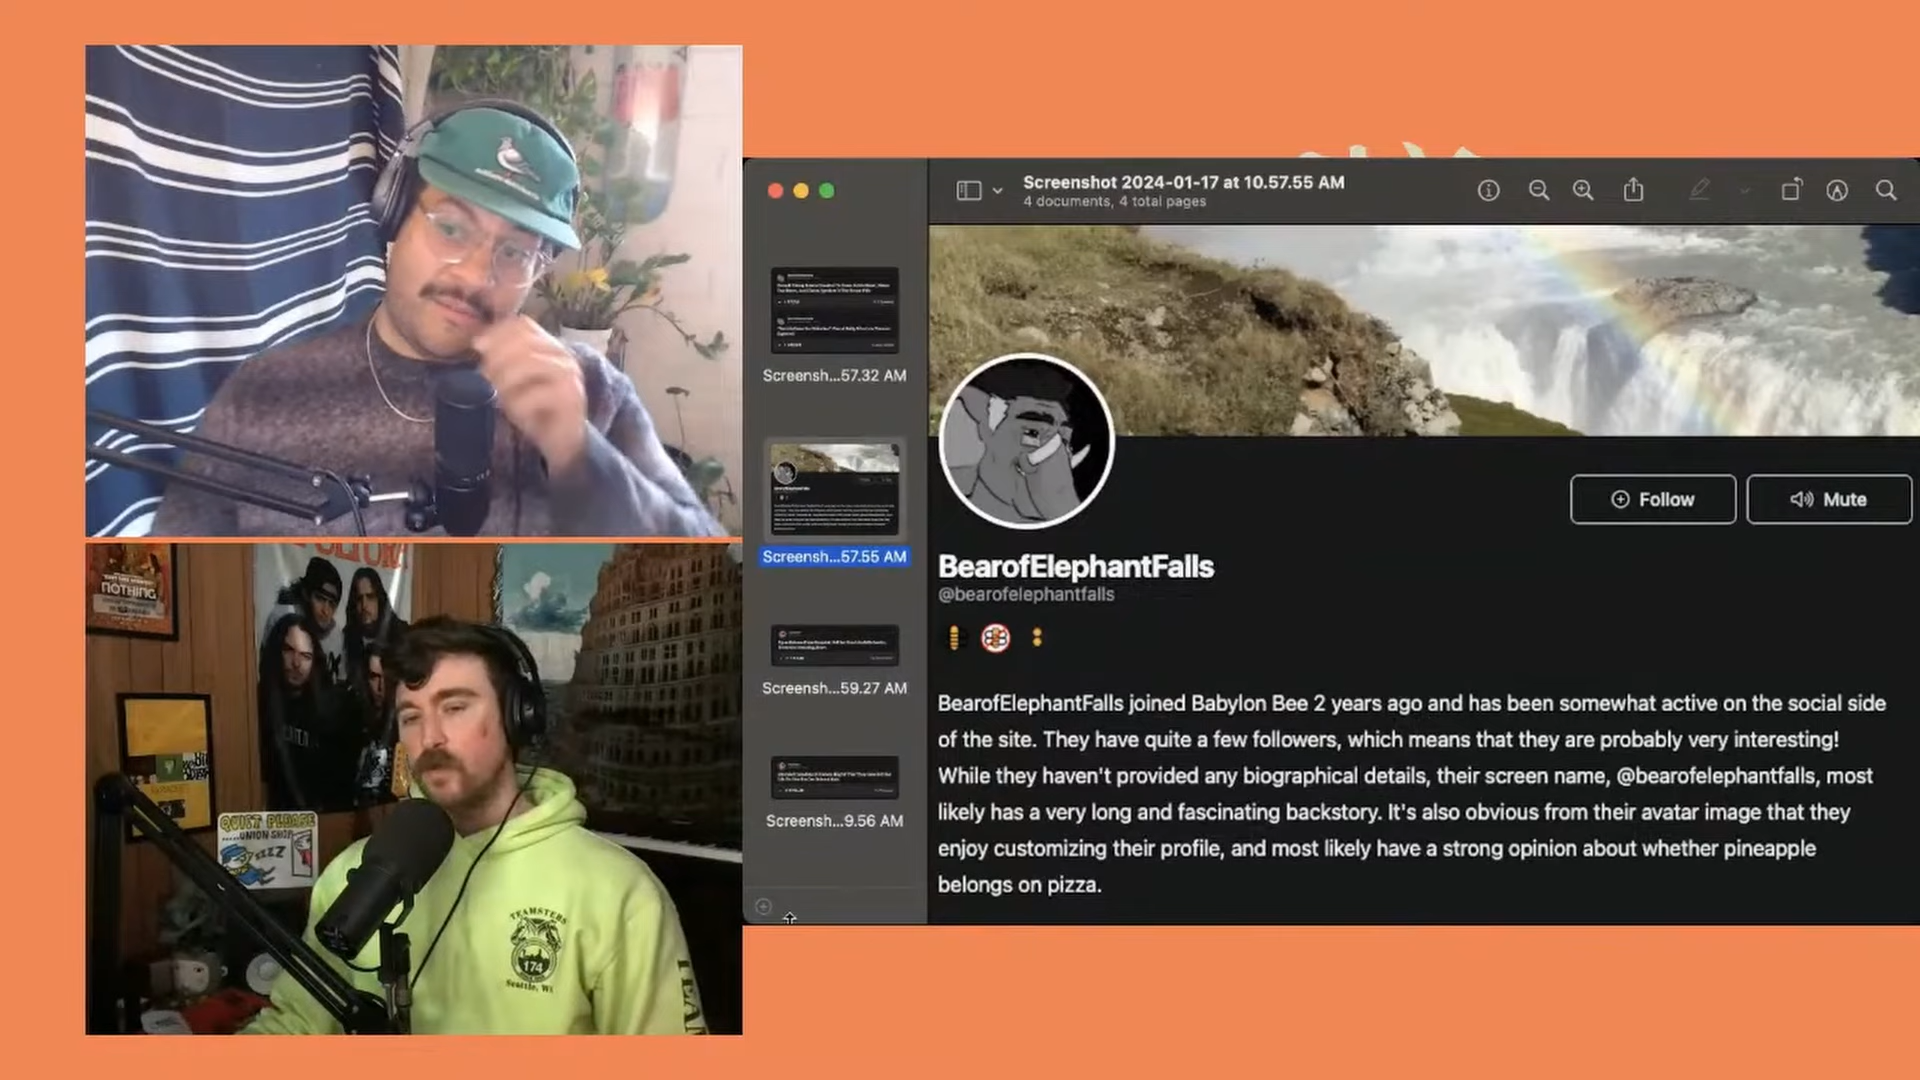 NOTHING
QUIET PLEASE
UNION SHOP
ZZZ
TEAMSTERS
174
Seattle, WA
Screenshot 2024-01-17 at 10.57.55 AM
4 documents, 4 total pages
Screensh...57.32 AM
Screensh...57.55 AM
Screensh...59.27 AM
Screensh...9.56 AM
Follow
Mute
BearofElephantFalls
@bearofelephantfalls
BearofElephantFalls joined Babylon Bee 2 years ago and has been somewhat active on the social side
of the site. They have quite a few followers, which means that they are probably very interesting!
While they haven't provided any biographical details, their screen name, @bearofelephantfalls, most
likely has a very long and fascinating backstory. It's also obvious from their avatar image that they
enjoy customizing their profile, and most likely have a strong opinion about whether pineapple
belongs on pizza.